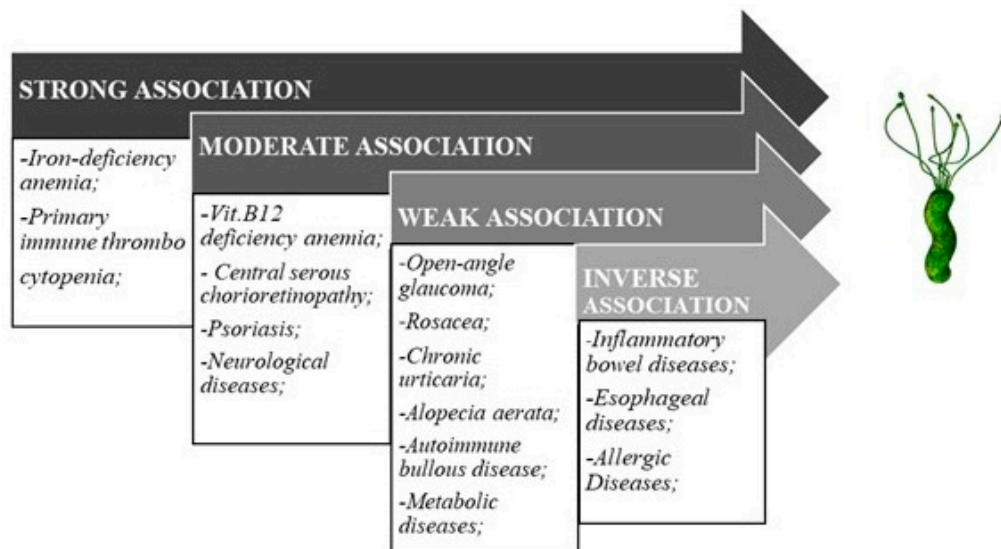 STRONG ASSOCIATION
-Iron-deficiency
anemia;
-Primary
immune thrombo
cytopenia;
MODERATE ASSOCIATION
-Vit.B12
deficiency anemia;
- Central serous
chorioretinopathy;
-Psoriasis;
-Neurological
diseases;
WEAK ASSOCIATION
-Open-angle
glaucoma;
-Rosacea;
-Chronic
urticaria;
-Alopecia aerata;
-Autoimmune
bullous disease;
-Metabolic
diseases;
INVERSE
ASSOCIATION
-Inflammatory
bowel diseases;
-Esophageal
diseases;
-Allergic
Diseases;